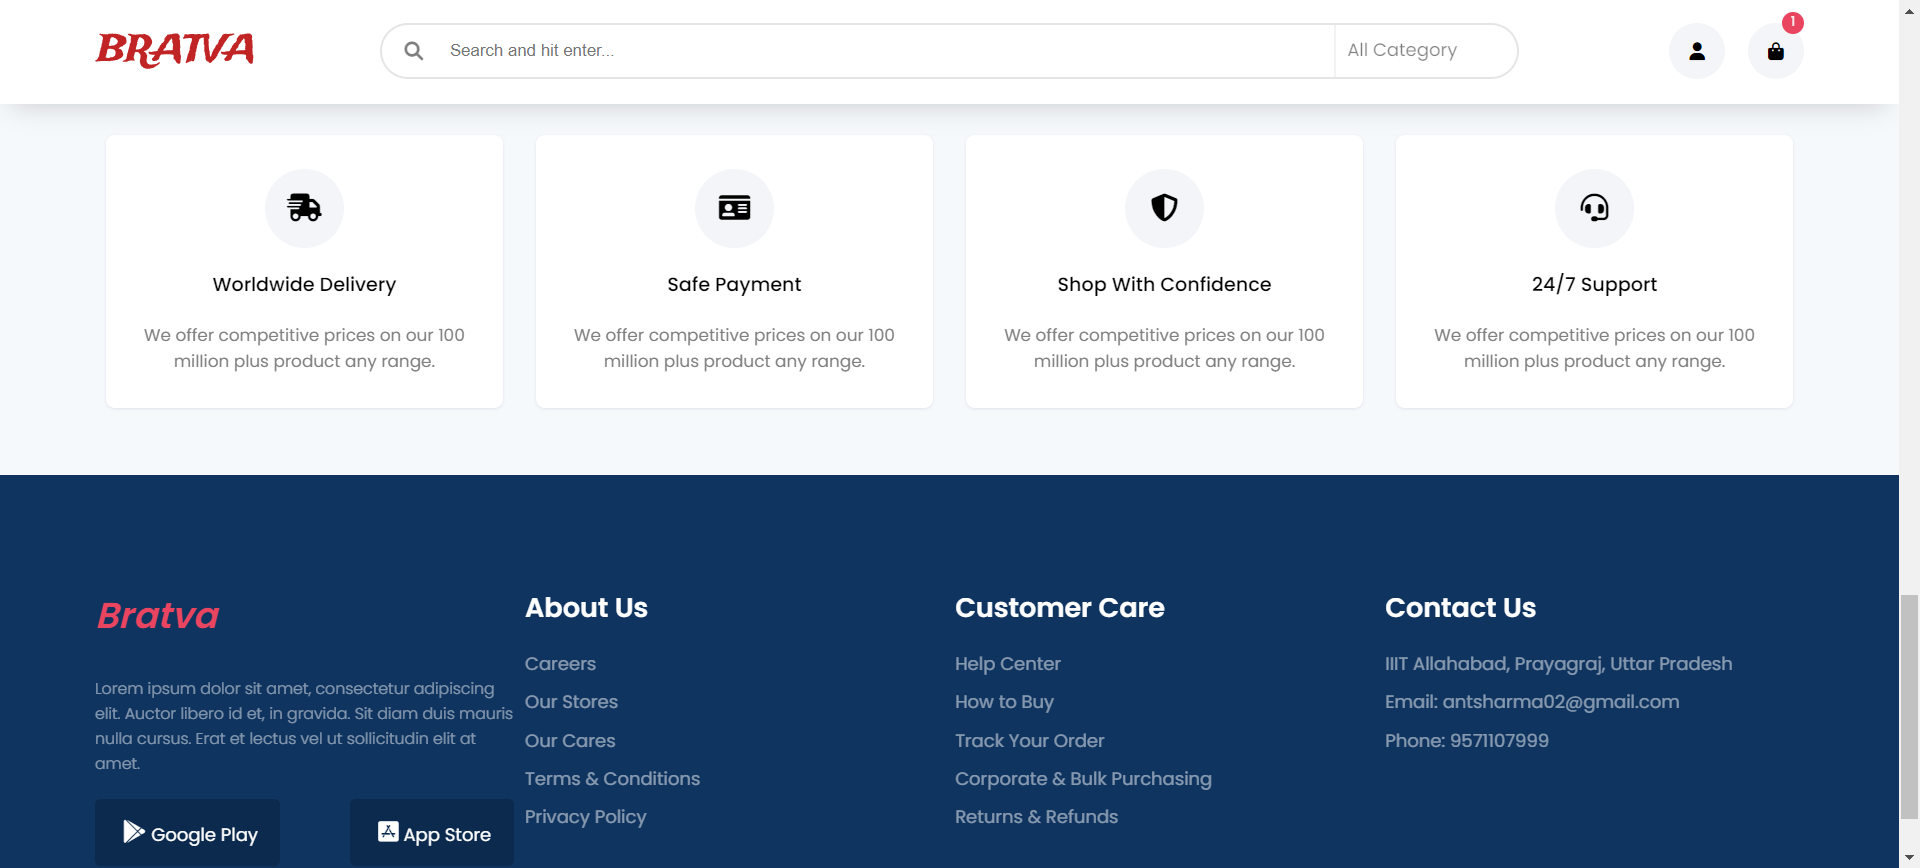 BRATVA
Search and hit enter...
All Category
1
Worldwide Delivery
We offer competitive prices on our 100
million plus product any range.
Safe Payment
We offer competitive prices on our 100
million plus product any range.
Shop With Confidence
We offer competitive prices on our 100
million plus product any range.
24/7 Support
We offer competitive prices on our 100
million plus product any range.
Bratva
Lorem ipsum dolor sit amet, consectetur adipiscing
elit. Auctor libero id et, in gravida. Sit diam duis mauris
nulla cursus. Erat et lectus vel ut sollicitudin elit at
amet.
Google Play
App Store
About Us
Careers
Our Stores
Our Cares
Terms & Conditions
Privacy Policy
Customer Care
Help Center
How to Buy
Track Your Order
Corporate & Bulk Purchasing
Returns & Refunds
Contact Us
IIIT Allahabad, Prayagraj, Uttar Pradesh
Email: antsharma02@gmail.com
Phone: 9571107999